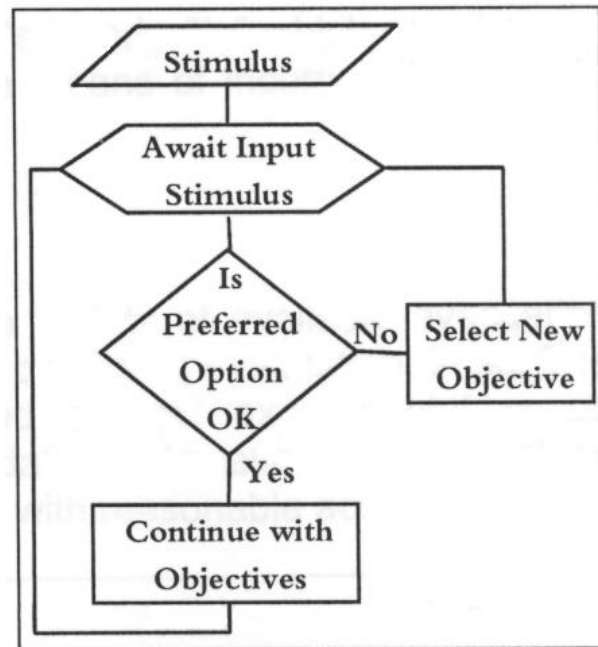 Stimulus
Await Input
Stimulus
Is
Preferred
Option
OK
No
Select New
Objective
Yes
Continue with
Objectives